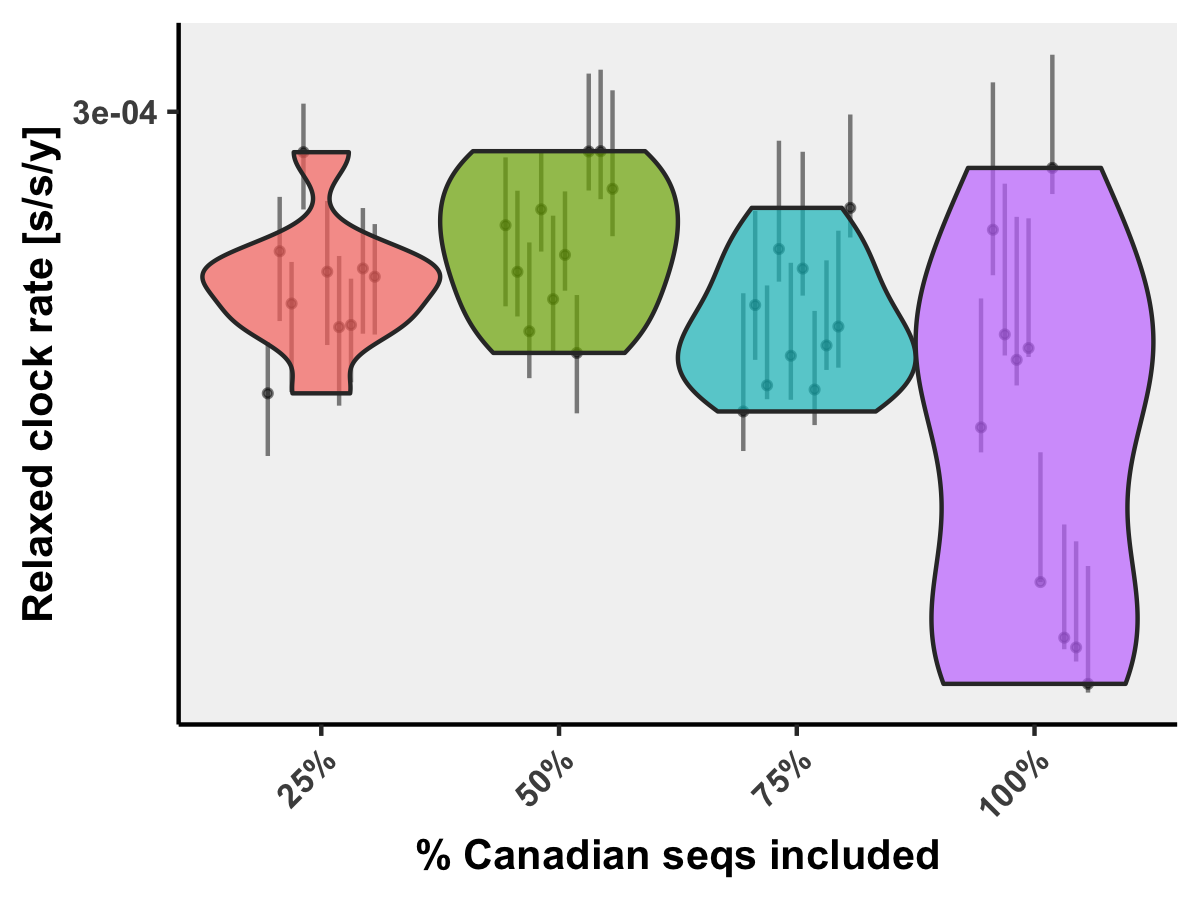 Relaxed clock rate [s/s/y]
3e-04
25%
50%
75%
100%
% Canadian seqs included